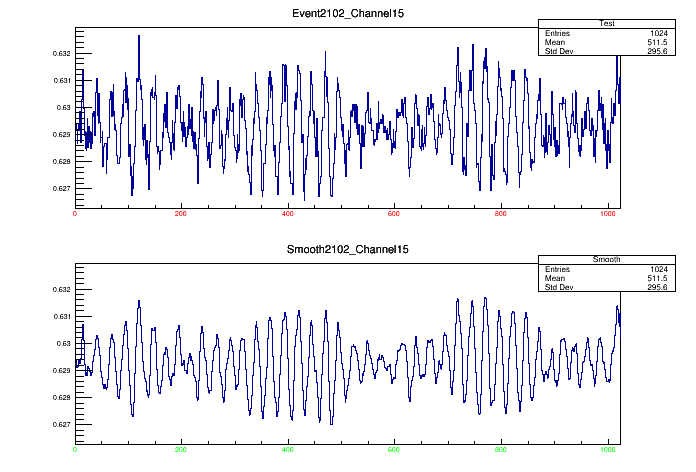 Event2102_Channel15
Test
Entries 1024
Mean 511.5
Std Dev 295.6
0.632
0.631
0.63
0.629
0.628
0.627
0 200 400 600 800 1000
Smooth2102_Channel15
Smooth
Entries 1024
Mean 511.5
Std Dev 295.6
0.632
0.631
0.63
0.629
0.628
0.627
0 200 400 600 800 1000